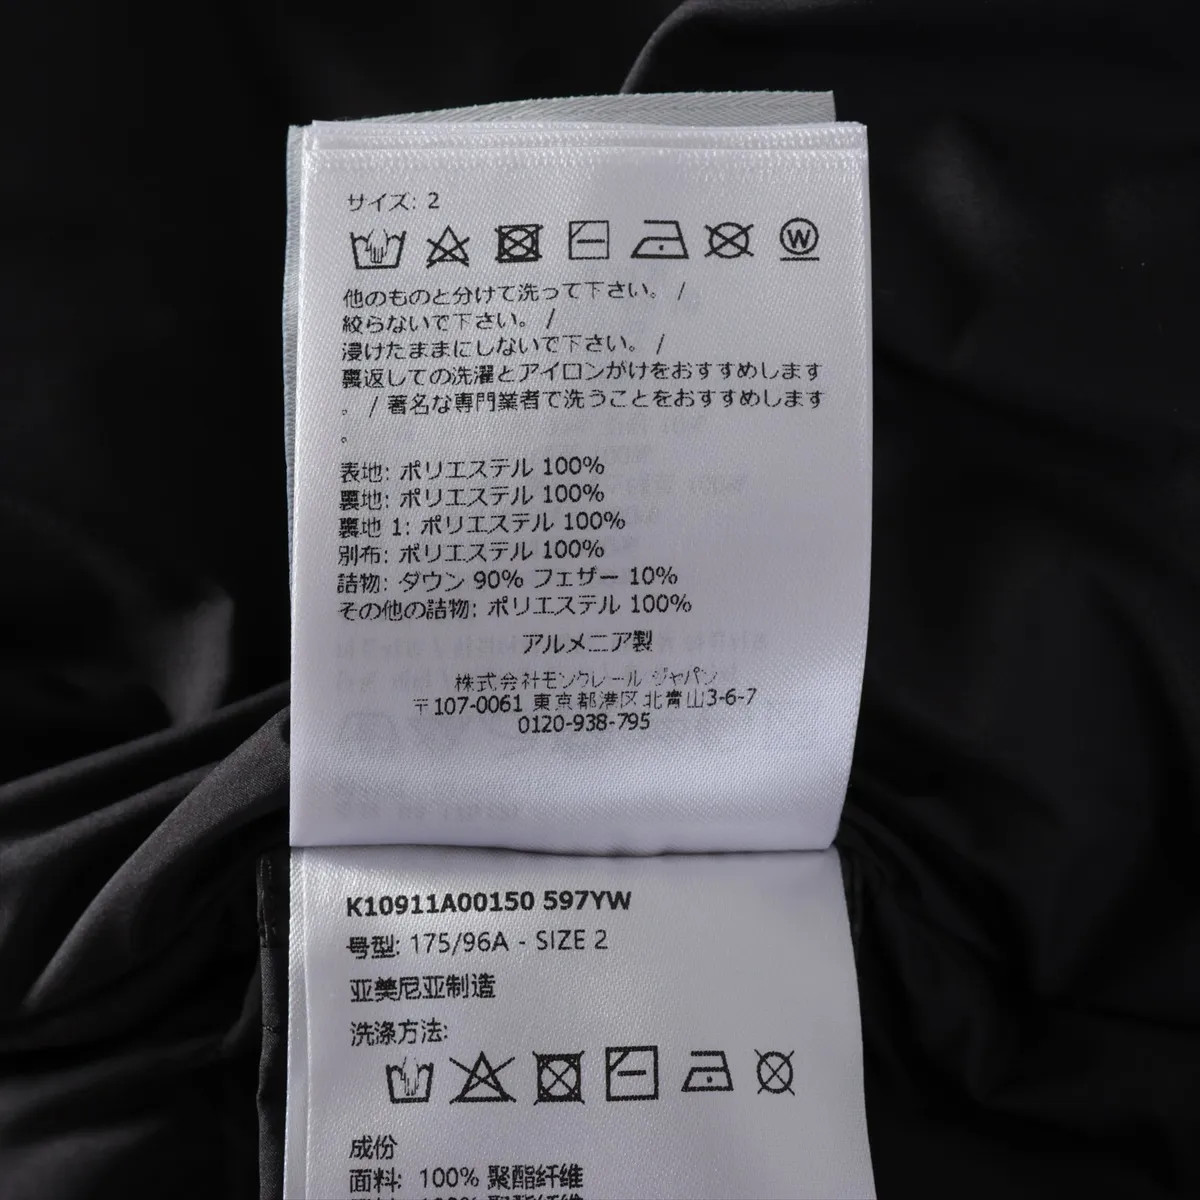 サイズ: 2
W
他のものと分けて洗って下さい。 /
絞らないで下さい。 /
浸けたままにしないで下さい。 /
裏返しての洗濯とアイロンがけをおすすめします
。 / 著名な専門業者で洗うことをおすすめします
。
表地: ポリエステル 100%
裏地: ポリエステル 100%
裏地 1: ポリエステル 100%
別布: ポリエステル 100%
詰物: ダウン 90% フェザー 10%
その他の詰物: ポリエステル 100%
アルメニア製
株式会社モンクレール ジャパン
〒107-0061 東京都港区北青山3-6-7
0120-938-795
K10911A00150 597YW
号型: 175/96A - SIZE 2
亚美尼亚制造
洗涤方法:
成份
面料: 100% 聚酯纤维